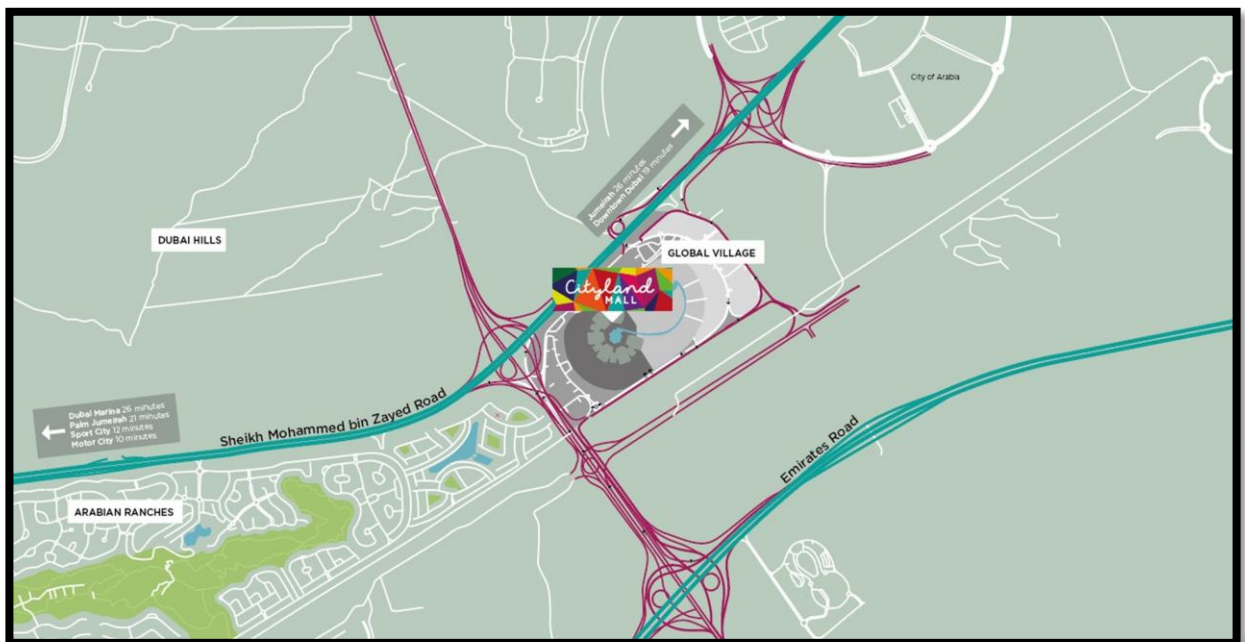 City of Arabia
Jumeirah 26 minutes
Downtown Dubai 19 minutes
DUBAI HILLS
GLOBAL VILLAGE
Cityland
MALL
Dubai Marina 26 minutes
Palm Jumeirah 21 minutes
Sport City 12 minutes
Motor City 10 minutes
Sheikh Mohammed bin Zayed Road
Emirates Road
ARABIAN RANCHES